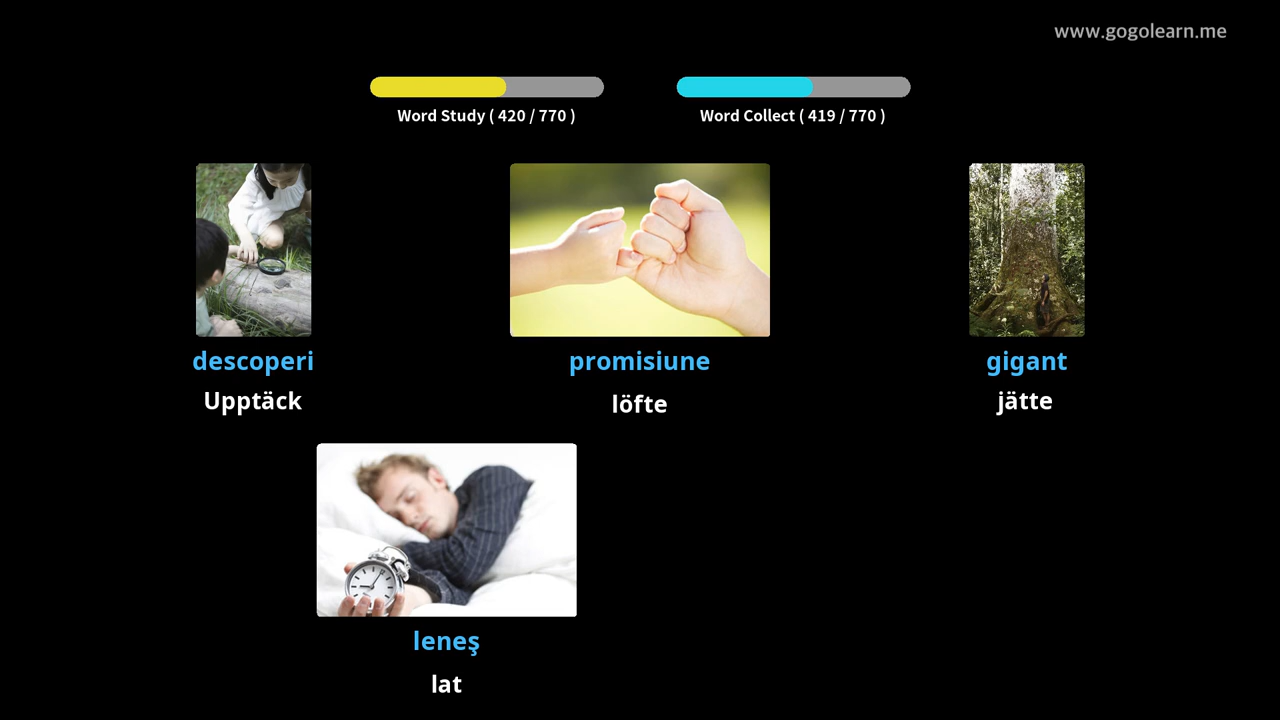 www.gogolearn.me
Word Study ( 420 / 770 )
Word Collect ( 419 / 770 )
descoperi
Upptäck
promisiune
löfte
gigant
jätte
leneş
lat